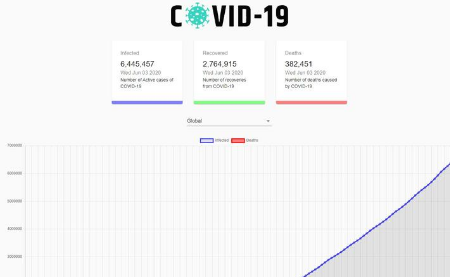 COVID-19
Infected
6,445,457
Wed Jun 03 2020
Number of Active cases of
COVID-19
Recovered
2,764,915
Wed Jun 03 2020
Number of recoveries
from COVID-19
Deaths
382,451
Wed Jun 03 2020
Number of deaths caused
by COVID-19
Global
Infected
Deaths
7000000
6000000
5000000
4000000
3000000